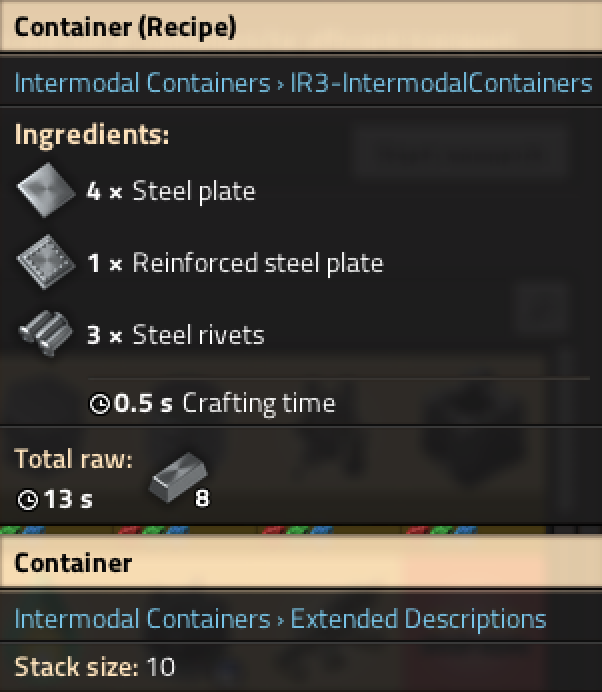 Container (Recipe)
Intermodal Containers › IR3-IntermodalContainers
Ingredients:
4 × Steel plate
1 × Reinforced steel plate
3 × Steel rivets
0.5 s Crafting time
Total raw:
13 s 8
Container
Intermodal Containers › Extended Descriptions
Stack size: 10